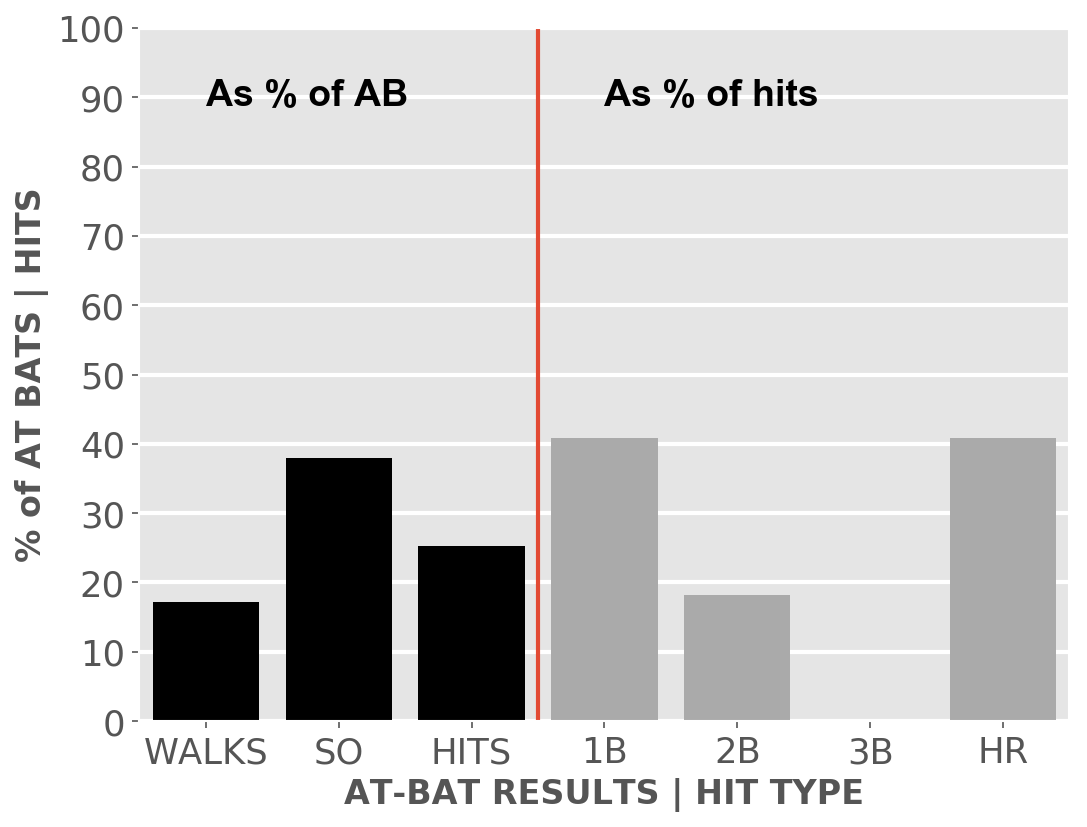 100
90
80
70
60
50
40
30
20
10
0
% of AT BATS | HITS
As % of AB
As % of hits
WALKS SO HITS 1B 2B 3B HR
AT-BAT RESULTS | HIT TYPE